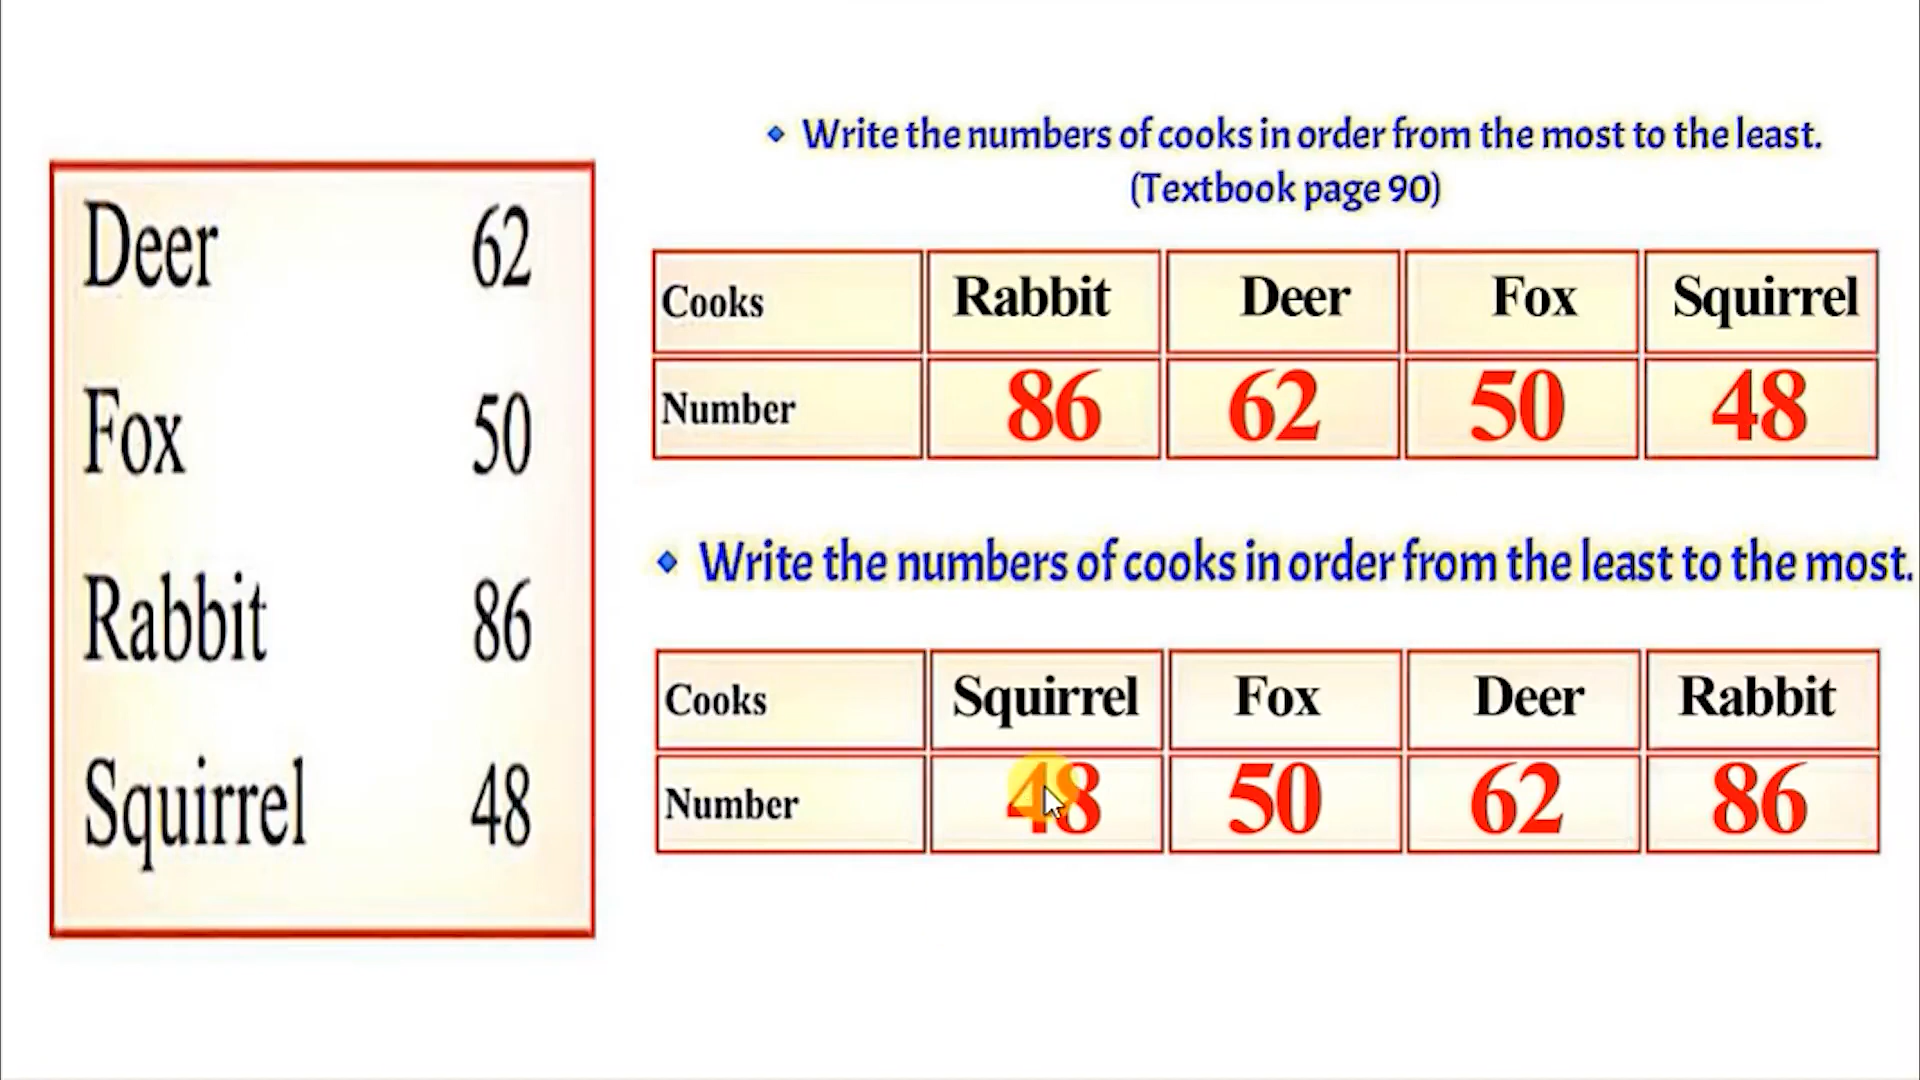 Deer 62
Fox 50
Rabbit 86
Squirrel 48
Write the numbers of cooks in order from the most to the least.
(Textbook page 90)
Cooks Rabbit Deer Fox Squirrel
Number 86 62 50 48
Write the numbers of cooks in order from the least to the most.
Cooks Squirrel Fox Deer Rabbit
Number 48 50 62 86